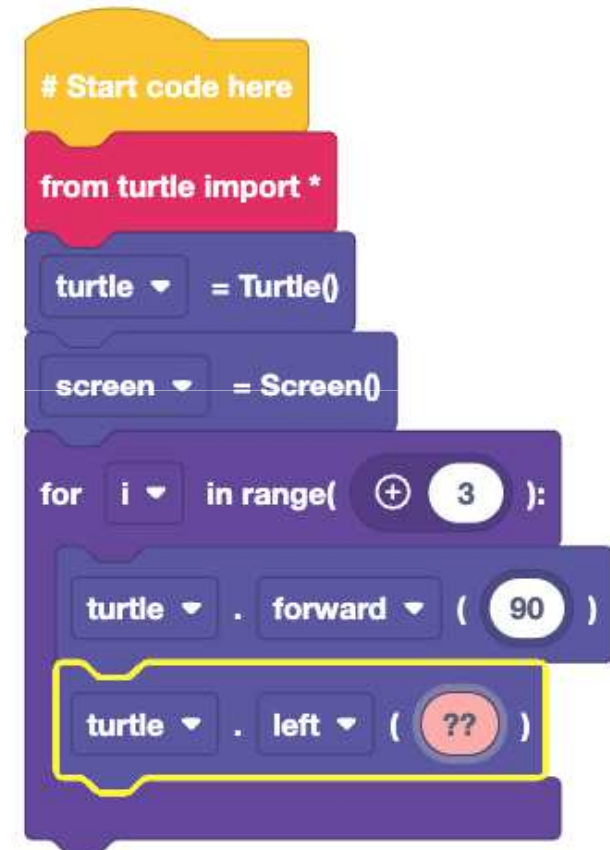 # Start code here
from turtle import *
turtle = Turtle()
screen = Screen()
for i in range( 3 ):
turtle . forward ( 90 )
turtle . left ( ?? )